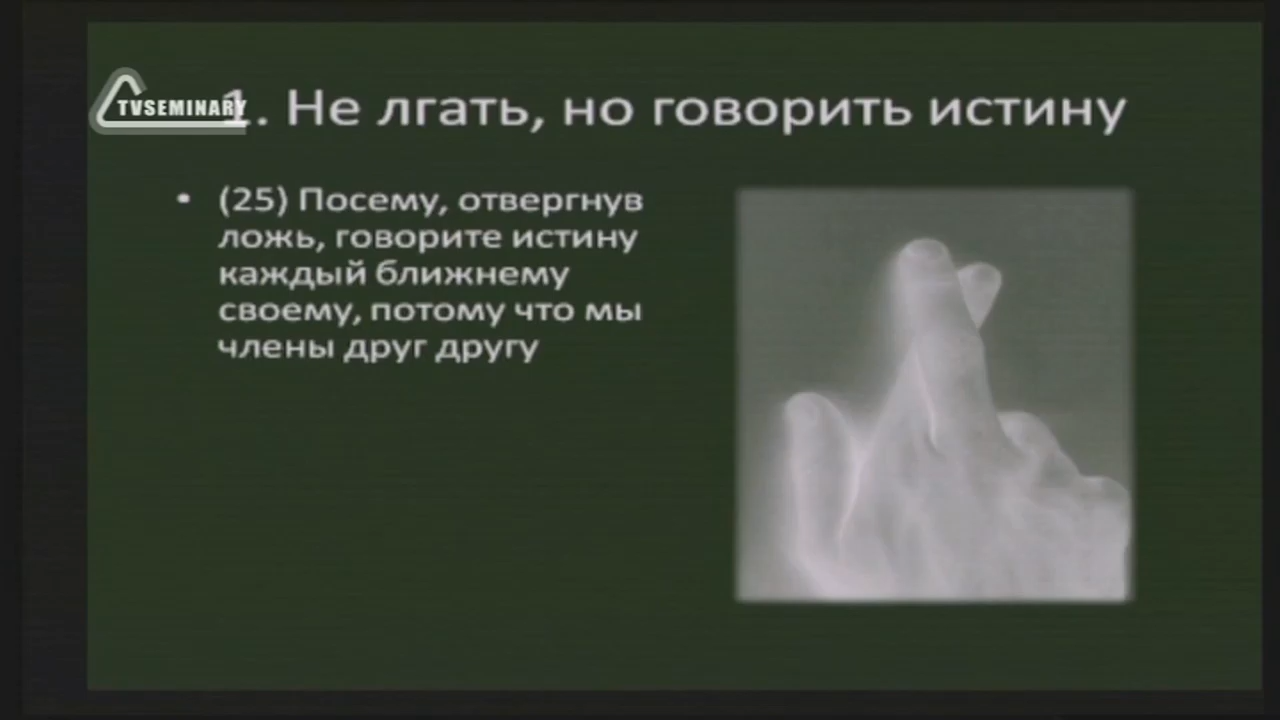 TVSEMINARY
1. Не лгать, но говорить истину
• (25) Посему, отвергнув
ложь, говорите истину
каждый ближнему
своему, потому что мы
члены друг другу